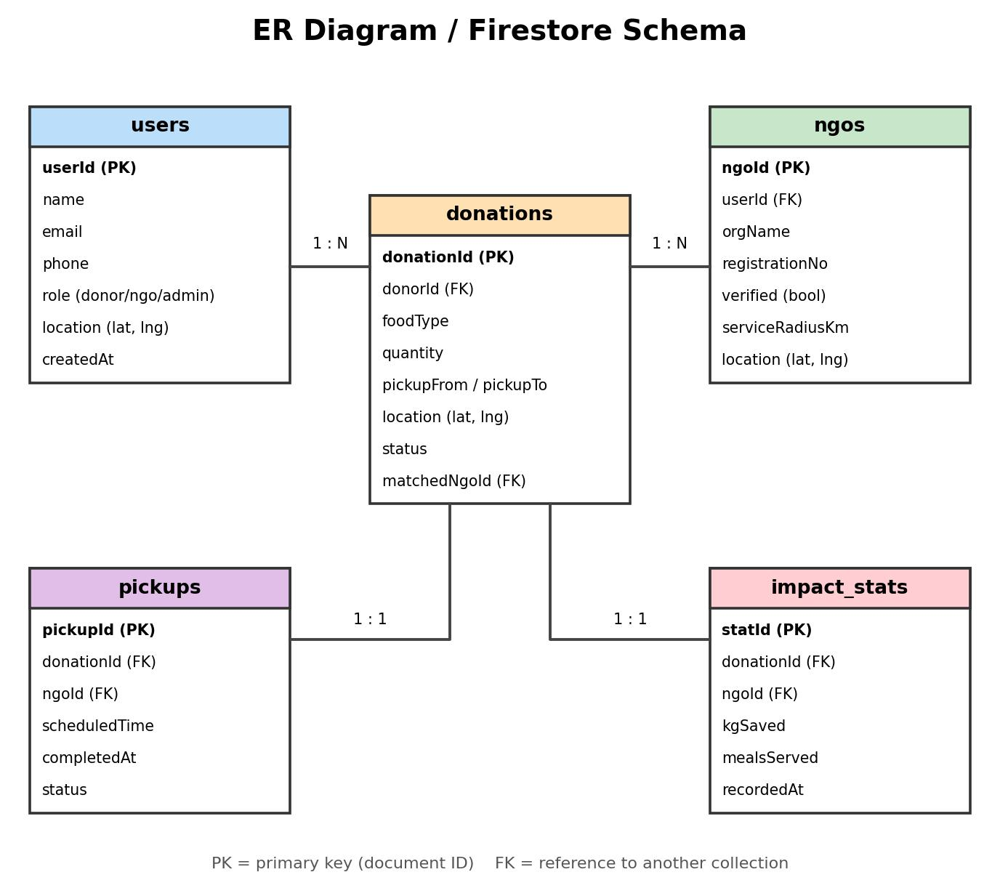 ER Diagram / Firestore Schema
users
userId (PK)
name
email
phone
role (donor/ngo/admin)
location (lat, lng)
createdAt
1 : N
donations
donationId (PK)
donorId (FK)
foodType
quantity
pickupFrom / pickupTo
location (lat, lng)
status
matchedNgoId (FK)
1 : N
ngos
ngoId (PK)
userId (FK)
orgName
registrationNo
verified (bool)
serviceRadiusKm
location (lat, lng)
pickups
pickupId (PK)
donationId (FK)
ngoId (FK)
scheduledTime
completedAt
status
1 : 1
1 : 1
impact_stats
statId (PK)
donationId (FK)
ngoId (FK)
kgSaved
mealsServed
recordedAt
PK = primary key (document ID)    FK = reference to another collection